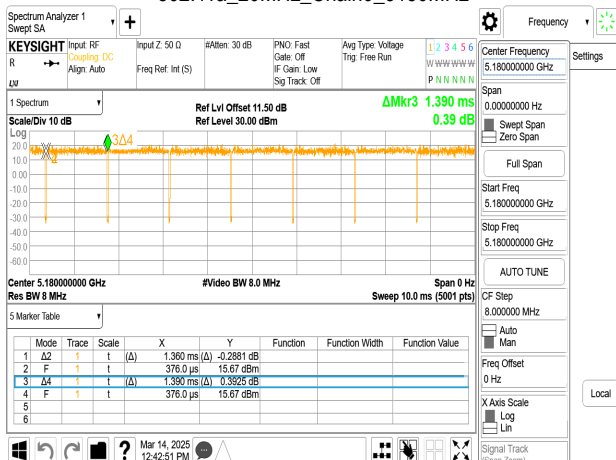 Spectrum Analyzer 1
Swept SA
+
Frequency
KEYSIGHT Input: RF Input Z: 50 Ω #Atten: 30 dB PNO: Fast Avg Type: Voltage 1 2 3 4 5 6
R Coupling: DC Gate: Off Trig: Free Run
Align: Auto Freq Ref: Int (S) IF Gain: Low W W W W W W
LXI Sig Track: Off P N N N N N
Center Frequency
5.180000000 GHz
Settings
Span
0.00000000 Hz
Swept Span
Zero Span
Full Span
Start Freq
5.180000000 GHz
Stop Freq
5.180000000 GHz
AUTO TUNE
CF Step
8.000000 MHz
Auto
Man
Freq Offset
0 Hz
X Axis Scale
Log
Lin
Local
Signal Track
1 Spectrum
Scale/Div 10 dB
Ref Lvl Offset 11.50 dB
Ref Level 30.00 dBm
ΔMkr3 1.390 ms
0.39 dB
Log
20.0
10.0
0.00
-10.0
-20.0
-30.0
-40.0
-50.0
-60.0
3Δ4
Center 5.180000000 GHz #Video BW 8.0 MHz Span 0 Hz
Res BW 8 MHz Sweep 10.0 ms (5001 pts)
5 Marker Table
Mode Trace Scale X Y Function Function Width Function Value
1 Δ2 1 t (Δ) 1.360 ms (Δ) -0.2881 dB
2 F 1 t 376.0 µs 15.67 dBm
3 Δ4 1 t (Δ) 1.390 ms (Δ) 0.3925 dB
4 F 1 t 376.0 µs 15.67 dBm
5
6
?
Mar 14, 2025
12:42:51 PM